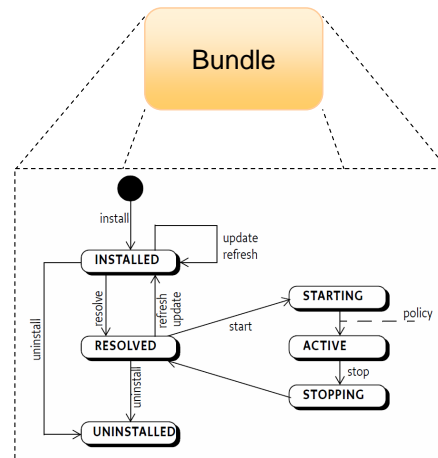 Bundle
install
update
refresh
INSTALLED
resolve
refresh
update
STARTING
policy
start
uninstall
RESOLVED
ACTIVE
stop
uninstall
STOPPING
UNINSTALLED